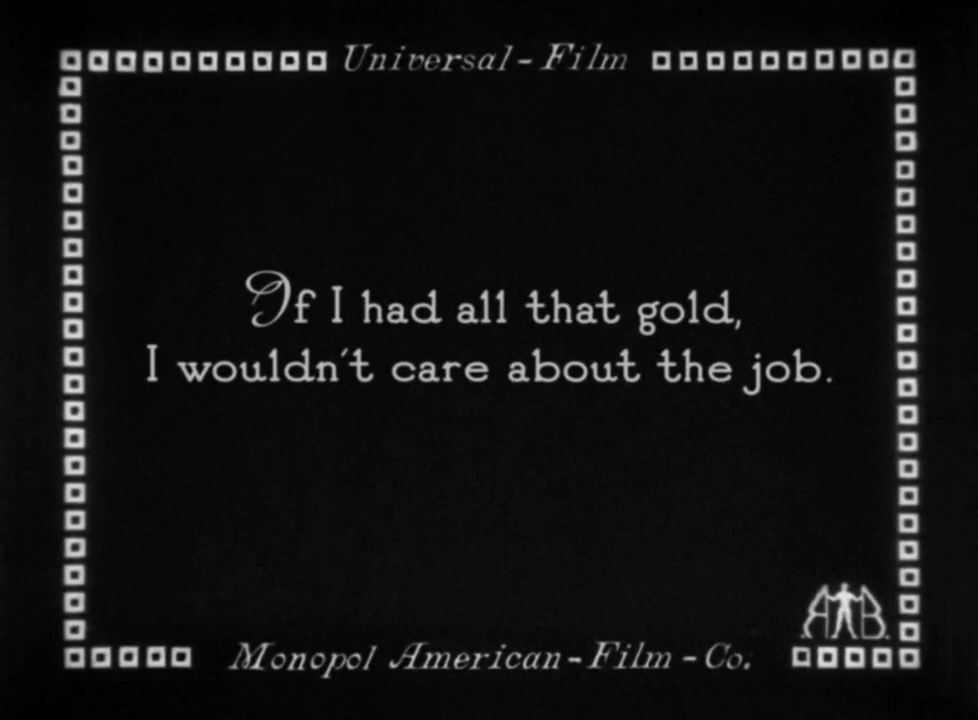 Universal-Film
If I had all that gold,
I wouldn't care about the job.
A B.
Monopol American-Film-Co.